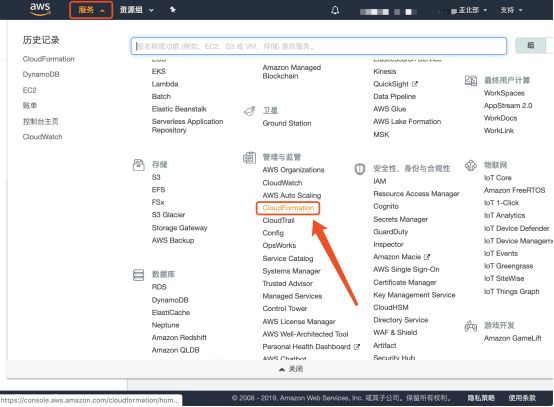 aws
服务
资源组
亚北部
支持
历史记录
CloudFormation
DynamoDB
EC2
账单
控制台主页
CloudWatch
按名称或功能 (例如、EC2、S3 或 VM、存储) 查找服务。
组
EKS
Lambda
Batch
Elastic Beanstalk
Serverless Application
Repository
存储
S3
EFS
FSx
S3 Glacier
Storage Gateway
AWS Backup
数据库
RDS
DynamoDB
ElastiCache
Neptune
Amazon Redshift
Amazon QLDB
Amazon Managed
Blockchain
卫星
Ground Station
管理与监管
AWS Organizations
CloudWatch
AWS Auto Scaling
CloudFormation
CloudTrail
Config
OpsWorks
Service Catalog
Systems Manager
Trusted Advisor
Managed Services
Control Tower
AWS License Manager
AWS Well-Architected Tool
Personal Health Dashboard
AWS Chatbot
Elasticsearch Service
Kinesis
QuickSight
Data Pipeline
AWS Glue
AWS Lake Formation
MSK
安全性、身份与合规性
IAM
Resource Access Manager
Cognito
Secrets Manager
GuardDuty
Inspector
Amazon Macie
AWS Single Sign-On
Certificate Manager
Key Management Service
CloudHSM
Directory Service
WAF & Shield
Artifact
Security Hub
最终用户计算
WorkSpaces
AppStream 2.0
WorkDocs
WorkLink
物联网
IoT Core
Amazon FreeRTOS
IoT 1-Click
IoT Analytics
IoT Device Defender
IoT Device Manageme
IoT Events
IoT Greengrass
IoT SiteWise
IoT Things Graph
游戏开发
Amazon GameLift
关闭
https://console.aws.amazon.com/cloudformation/hom...
© 2008 - 2019, Amazon Web Services, Inc. 或其子公司。保留所有权利。
隐私策略
使用条款